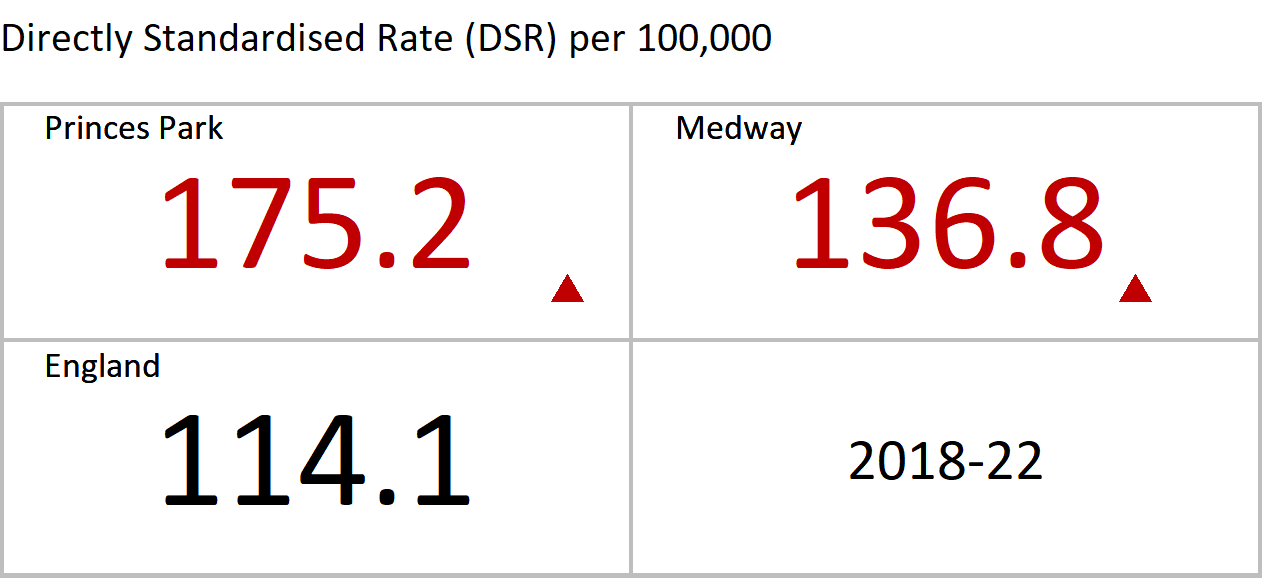 Directly Standardised Rate (DSR) per 100,000
Princes Park
175.2
Medway
136.8
England
114.1
2018-22